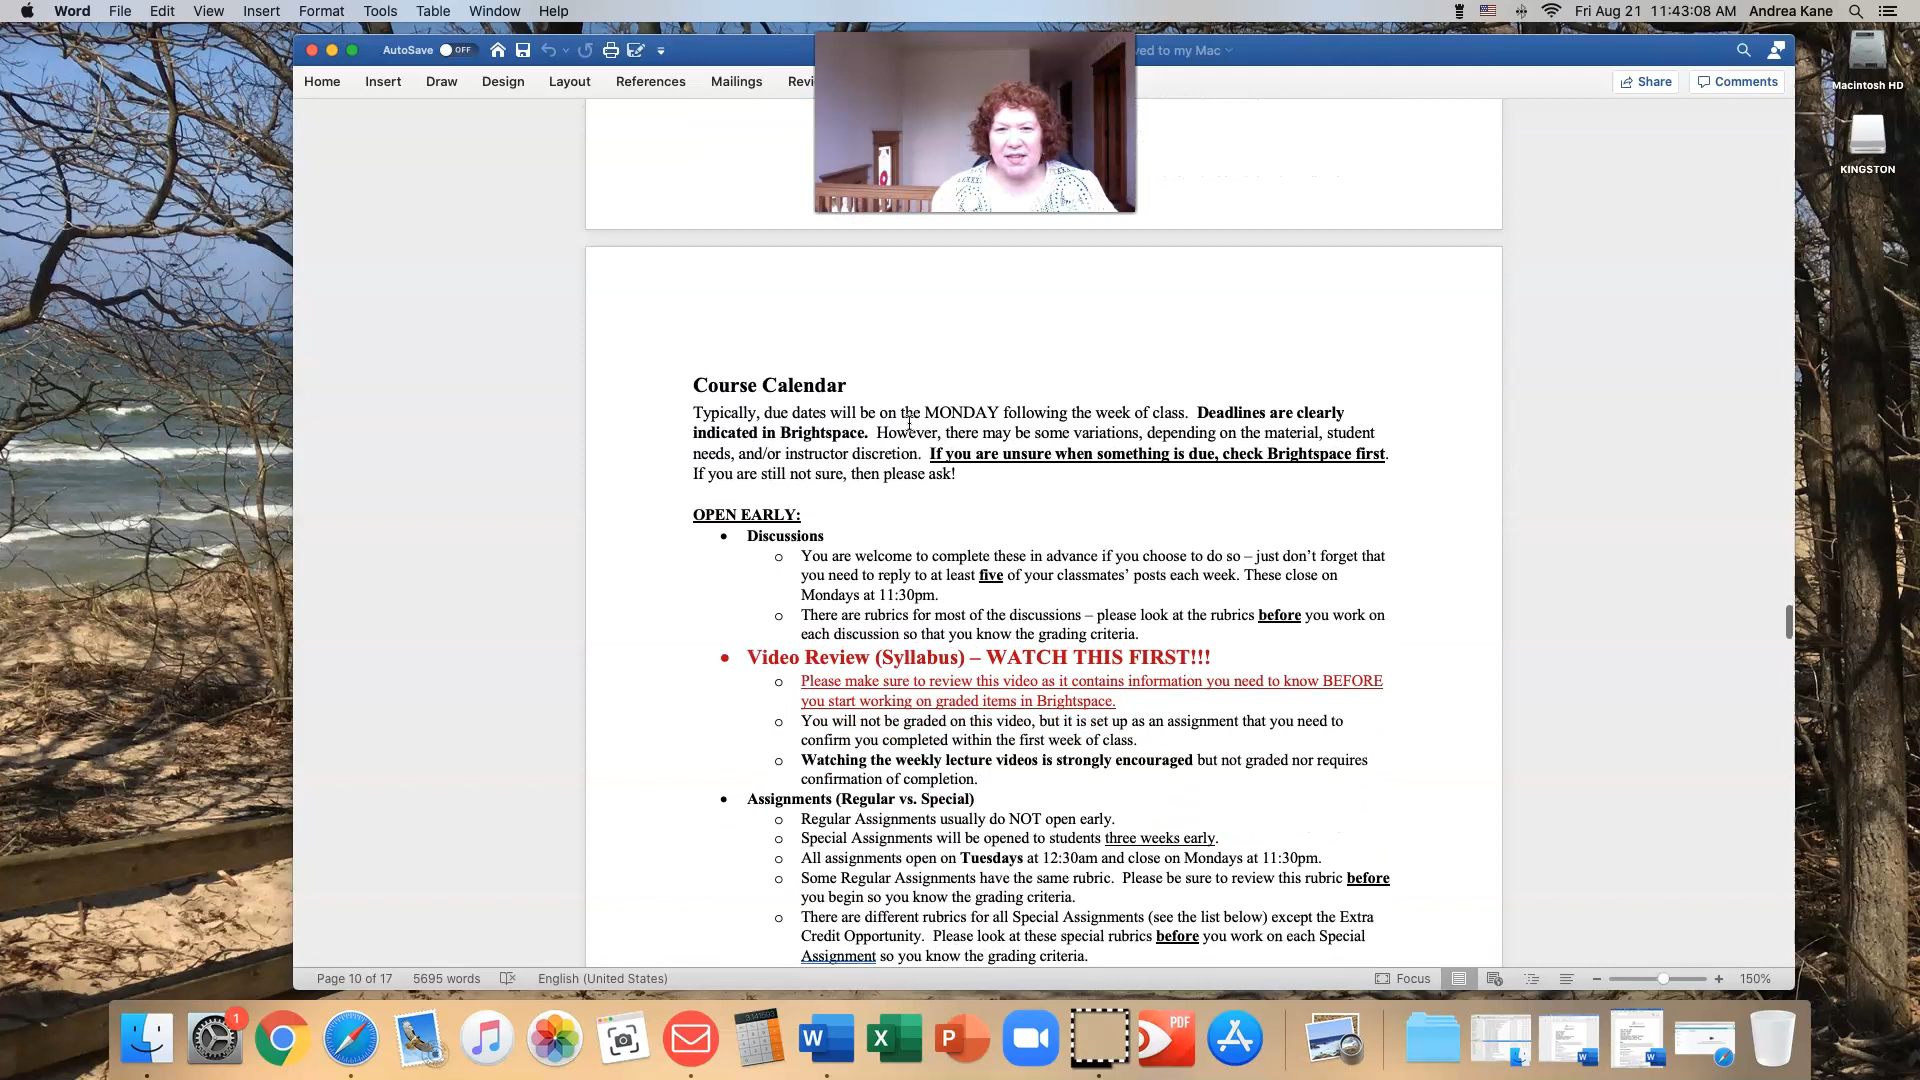 Word File Edit View Insert Format Tools Table Window Help
Fri Aug 21 11:43:08 AM Andrea Kane
AutoSave OFF
ved to my Mac
Home Insert Draw Design Layout References Mailings Revi
Share Comments
Macintosh HD
KINGSTON
Course Calendar
Typically, due dates will be on the MONDAY following the week of class. Deadlines are clearly
indicated in Brightspace. However, there may be some variations, depending on the material, student
needs, and/or instructor discretion. If you are unsure when something is due, check Brightspace first.
If you are still not sure, then please ask!
OPEN EARLY:
• Discussions
o You are welcome to complete these in advance if you choose to do so – just don’t forget that
you need to reply to at least five of your classmates’ posts each week. These close on
Mondays at 11:30pm.
o There are rubrics for most of the discussions – please look at the rubrics before you work on
each discussion so that you know the grading criteria.
• Video Review (Syllabus) – WATCH THIS FIRST!!!
o Please make sure to review this video as it contains information you need to know BEFORE
you start working on graded items in Brightspace.
o You will not be graded on this video, but it is set up as an assignment that you need to
confirm you completed within the first week of class.
o Watching the weekly lecture videos is strongly encouraged but not graded nor requires
confirmation of completion.
• Assignments (Regular vs. Special)
o Regular Assignments usually do NOT open early.
o Special Assignments will be opened to students three weeks early.
o All assignments open on Tuesdays at 12:30am and close on Mondays at 11:30pm.
o Some Regular Assignments have the same rubric. Please be sure to review this rubric before
you begin so you know the grading criteria.
o There are different rubrics for all Special Assignments (see the list below) except the Extra
Credit Opportunity. Please look at these special rubrics before you work on each Special
Assignment so you know the grading criteria.
Page 10 of 17 5695 words English (United States)
Focus 150%
1
W X P PDF